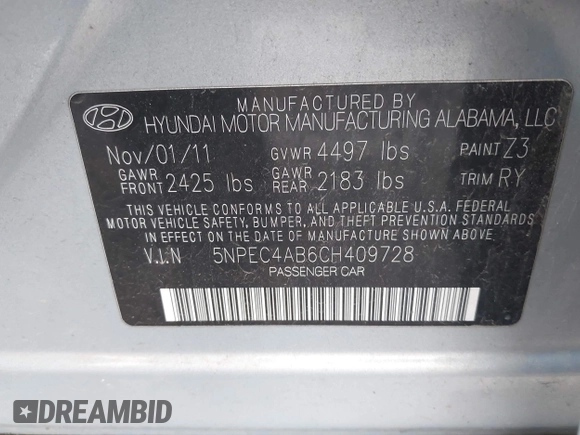 MANUFACTURED BY
HYUNDAI MOTOR MANUFACTURING ALABAMA, LLC
Nov/01/11 GVWR 4497 lbs PAINT Z3
GAWR FRONT 2425 lbs GAWR REAR 2183 lbs TRIM RY
THIS VEHICLE CONFORMS TO ALL APPLICABLE U.S.A. FEDERAL
MOTOR VEHICLE SAFETY, BUMPER, AND THEFT PREVENTION STANDARDS
IN EFFECT ON THE DATE OF MANUFACTURE SHOWN ABOVE.
V.I.N 5NPEC4AB6CH409728
PASSENGER CAR
DREAMBID